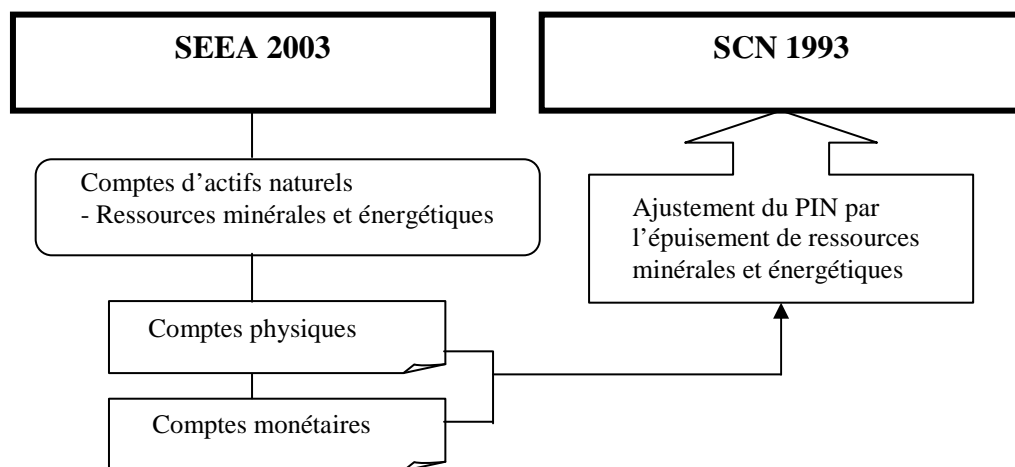 SEEA 2003
SCN 1993
Comptes d’actifs naturels
- Ressources minérales et énergétiques
Ajustement du PIN par
l’épuisement de ressources
minérales et énergétiques
Comptes physiques
Comptes monétaires